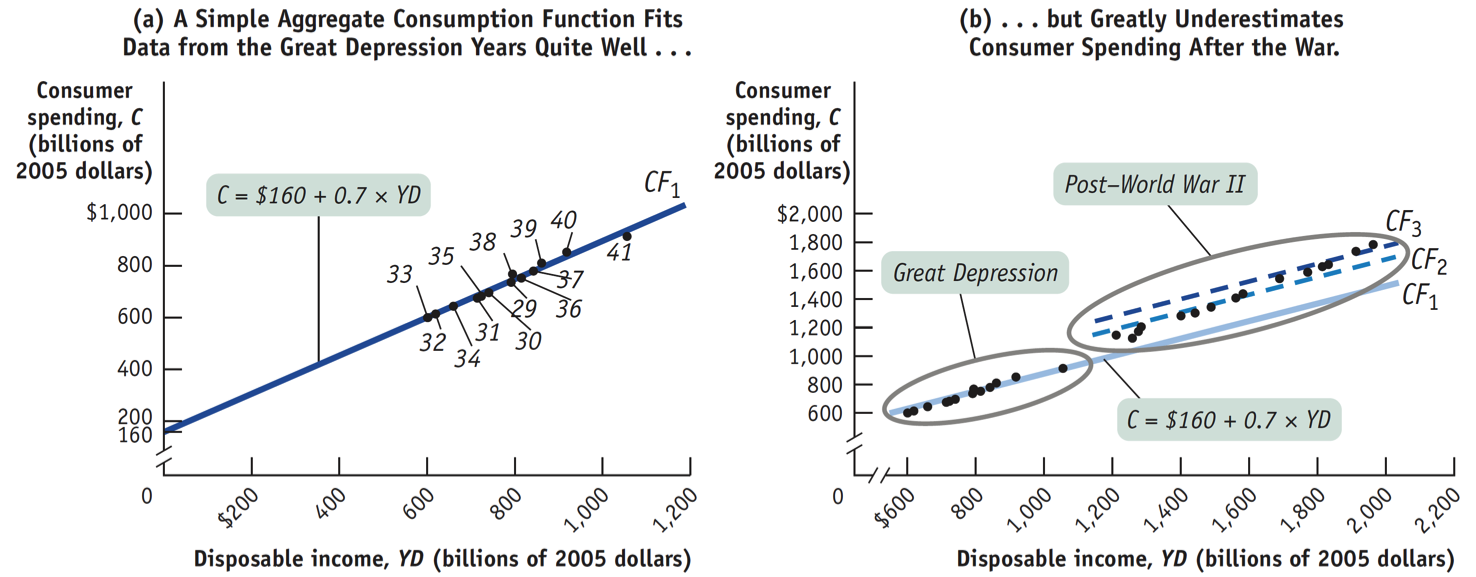 (a) A Simple Aggregate Consumption Function Fits
Data from the Great Depression Years Quite Well . . .
Consumer
spending, C
(billions of
2005 dollars)
$1,000
800
600
400
200
160
0
C = $160 + 0.7 × YD
CF1
33
35
38
39
40
41
37
36
29
30
31
34
32
$200
400
600
800
1,000
1,200
Disposable income, YD (billions of 2005 dollars)
(b) . . . but Greatly Underestimates
Consumer Spending After the War.
Consumer
spending, C
(billions of
2005 dollars)
$2,000
1,800
1,600
1,400
1,200
1,000
800
600
0
Post–World War II
Great Depression
CF3
CF2
CF1
C = $160 + 0.7 × YD
$600
800
1,000
1,200
1,400
1,600
1,800
2,000
2,200
Disposable income, YD (billions of 2005 dollars)